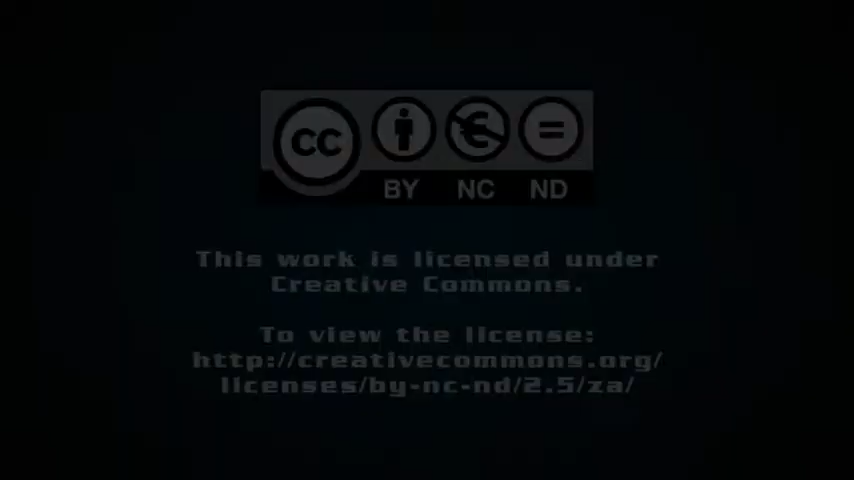 CC
BY NC ND
This work is licensed under
Creative Commons.
To view the license:
http://creativecommons.org/
licenses/by-nc-nd/2.5/za/